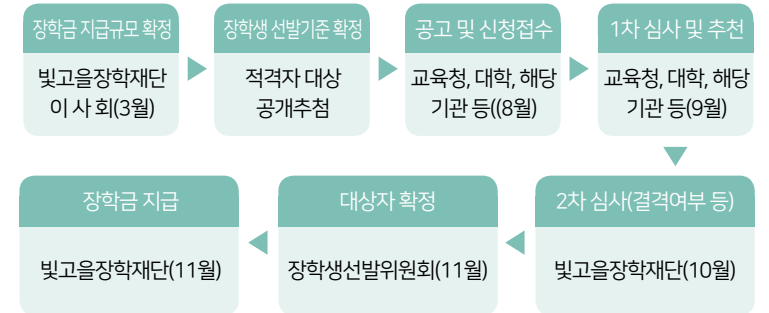 장학금 지급규모 확정
빛고을장학재단
이 사 회(3월)
장학생 선발기준 확정
적격자 대상
공개추첨
공고 및 신청접수
교육청, 대학, 해당
기관 등((8월)
1차 심사 및 추천
교육청, 대학, 해당
기관 등(9월)
2차 심사(결격여부 등)
빛고을장학재단(10월)
대상자 확정
장학생선발위원회(11월)
장학금 지급
빛고을장학재단(11월)